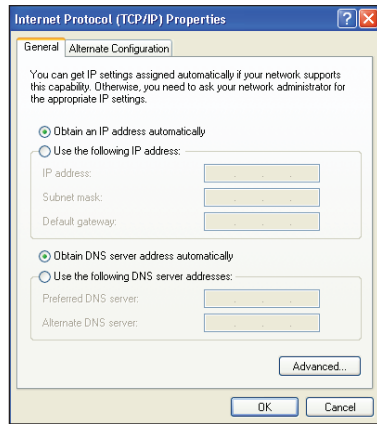 Internet Protocol (TCP/IP) Properties
General Alternate Configuration
You can get IP settings assigned automatically if your network supports
this capability. Otherwise, you need to ask your network administrator for
the appropriate IP settings.
Obtain an IP address automatically
Use the following IP address:
IP address:
Subnet mask:
Default gateway:
Obtain DNS server address automatically
Use the following DNS server addresses:
Preferred DNS server:
Alternate DNS server:
Advanced...
OK Cancel